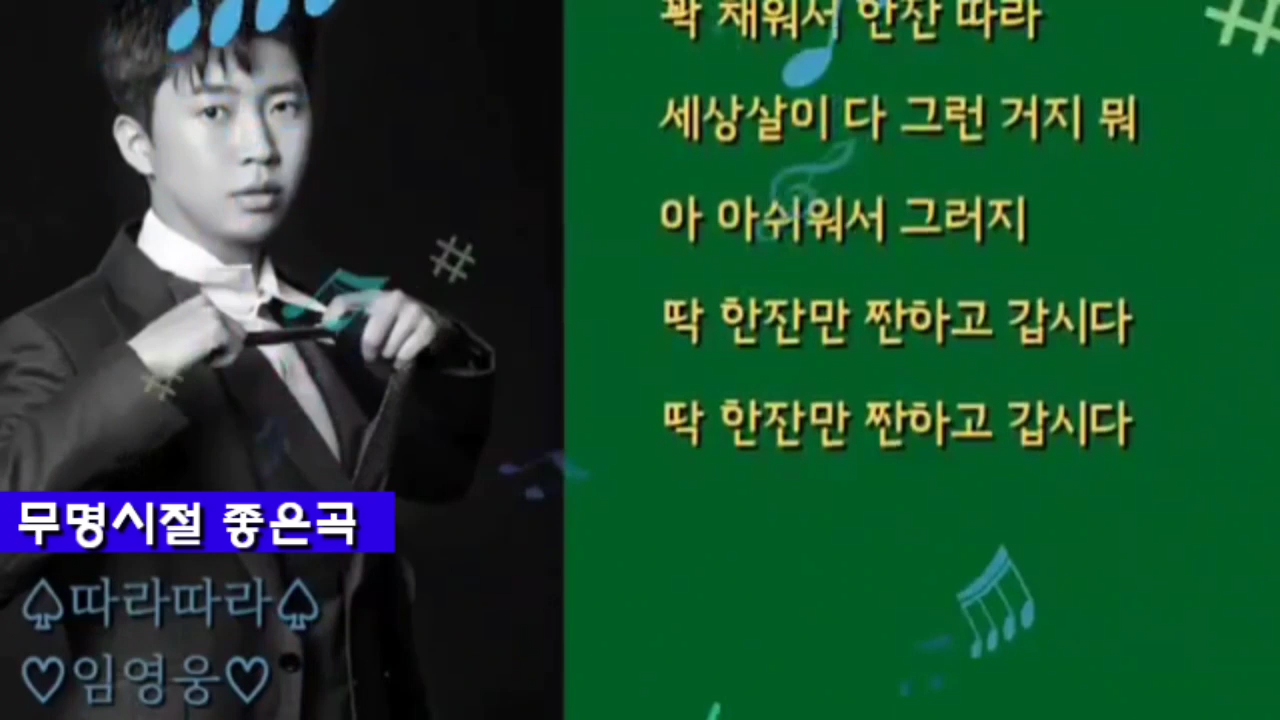 꽉 채워서 한잔 따라
세상살이 다 그런 거지 뭐
아 아쉬워서 그러지
딱 한잔만 짠하고 갑시다
딱 한잔만 짠하고 갑시다
무명시절 좋은곡
♤따라따라♤
♡임영웅♡